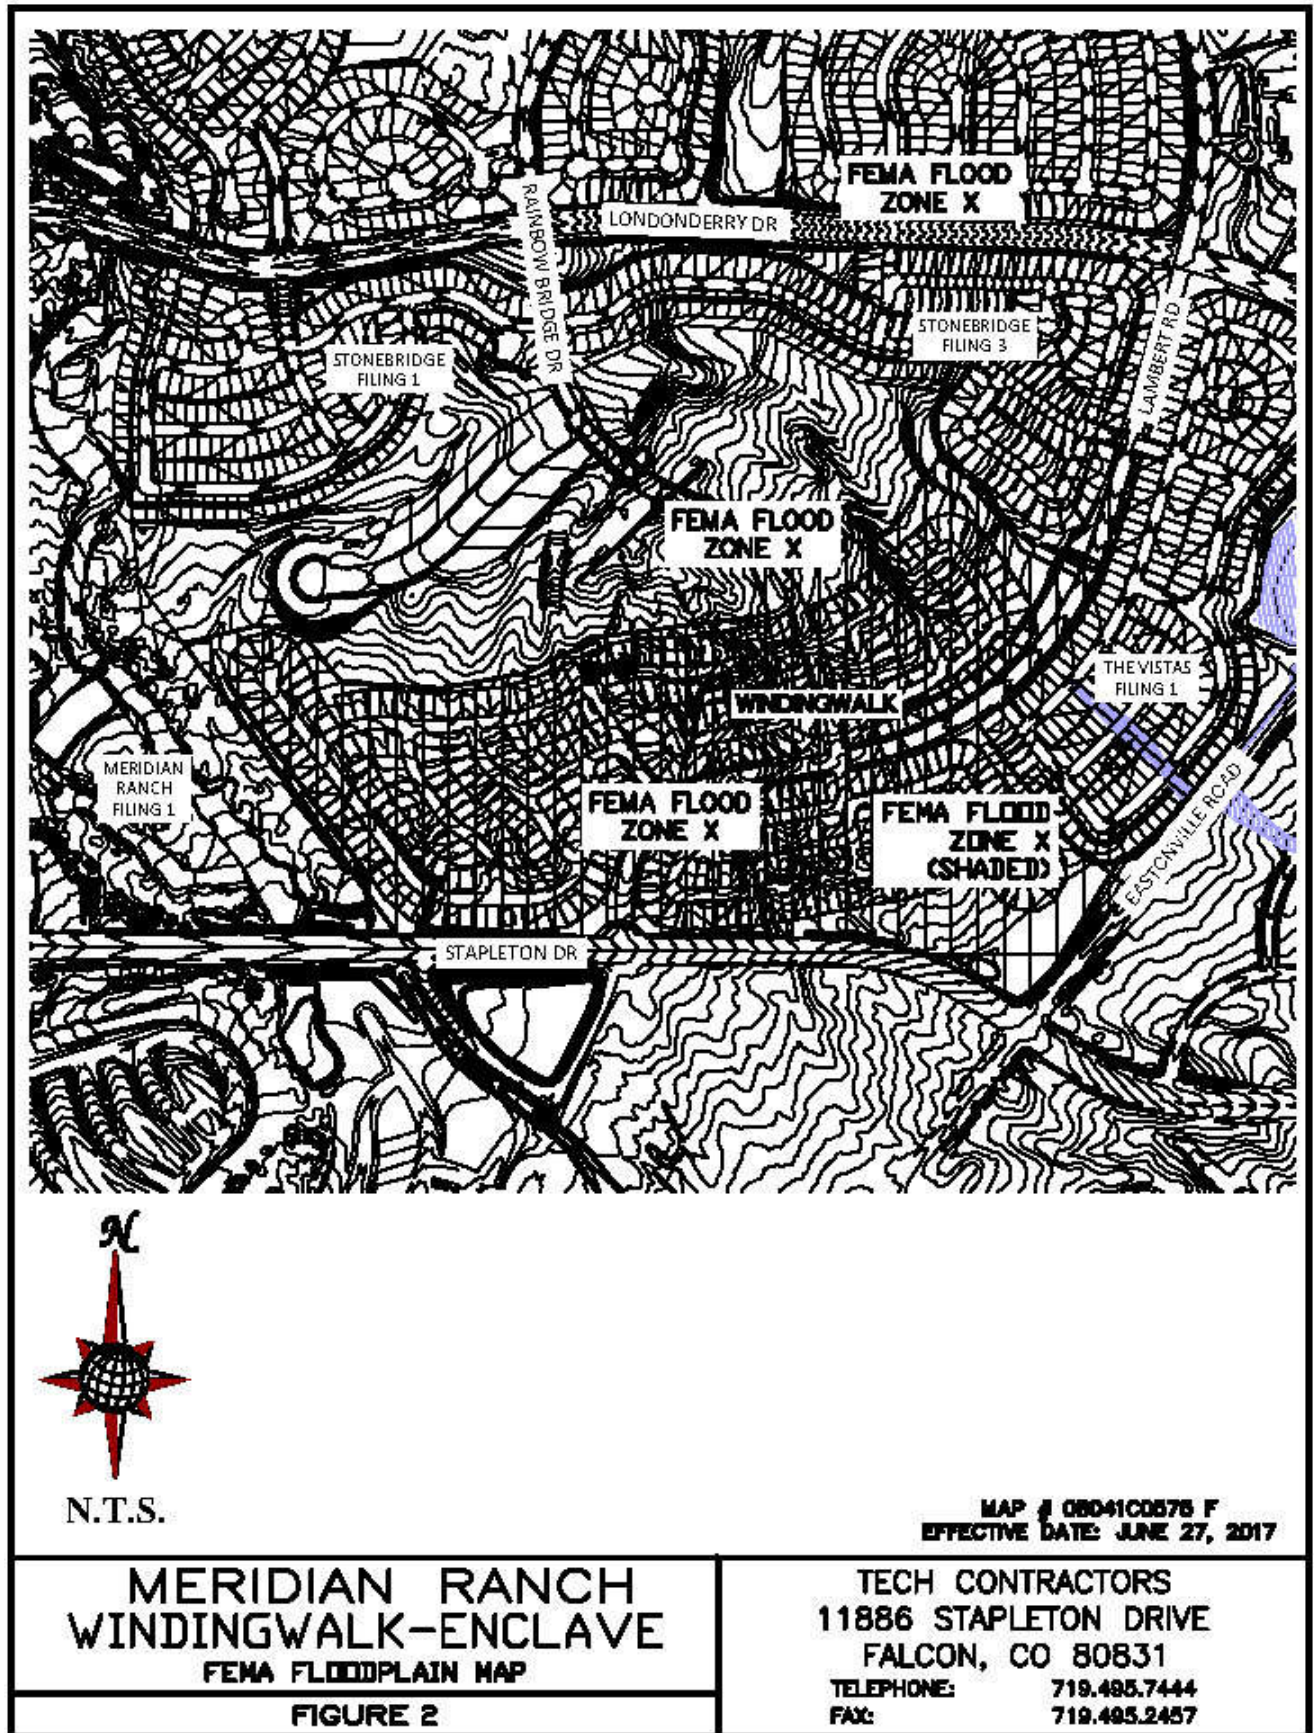 FEMA FLOOD
ZONE X
LONDONDERRY DR
RAINBOW BRIDGE DR
STONEBRIDGE
FILING 3
LAMBERT RD
STONEBRIDGE
FILING 1
FEMA FLOOD
ZONE X
THE VISTAS
FILING 1
WINDINGWALK
MERIDIAN
RANCH
FILING 1
FEMA FLOOD
ZONE X
FEMA FLOOD
ZONE X
(SHADED)
EASTONVILLE ROAD
STAPLETON DR
N
N.T.S.
MAP # 08041C0575 F
EFFECTIVE DATE: JUNE 27, 2017
MERIDIAN RANCH
WINDINGWALK-ENCLAVE
FEMA FLOODPLAIN MAP
FIGURE 2
TECH CONTRACTORS
11886 STAPLETON DRIVE
FALCON, CO 80831
TELEPHONE: 719.495.7444
FAX: 719.495.2457